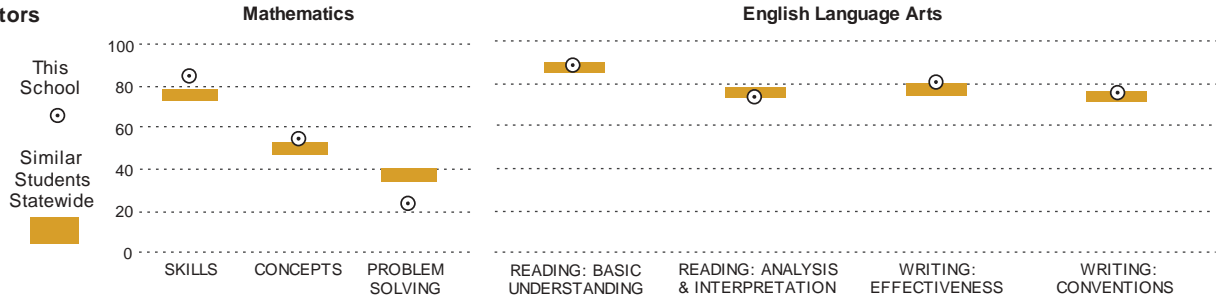 tors
Mathematics
English Language Arts
This
School
Similar
Students
Statewide
100
80
60
40
20
0
SKILLS
CONCEPTS
PROBLEM
SOLVING
READING: BASIC
UNDERSTANDING
READING: ANALYSIS
& INTERPRETATION
WRITING:
EFFECTIVENESS
WRITING:
CONVENTIONS